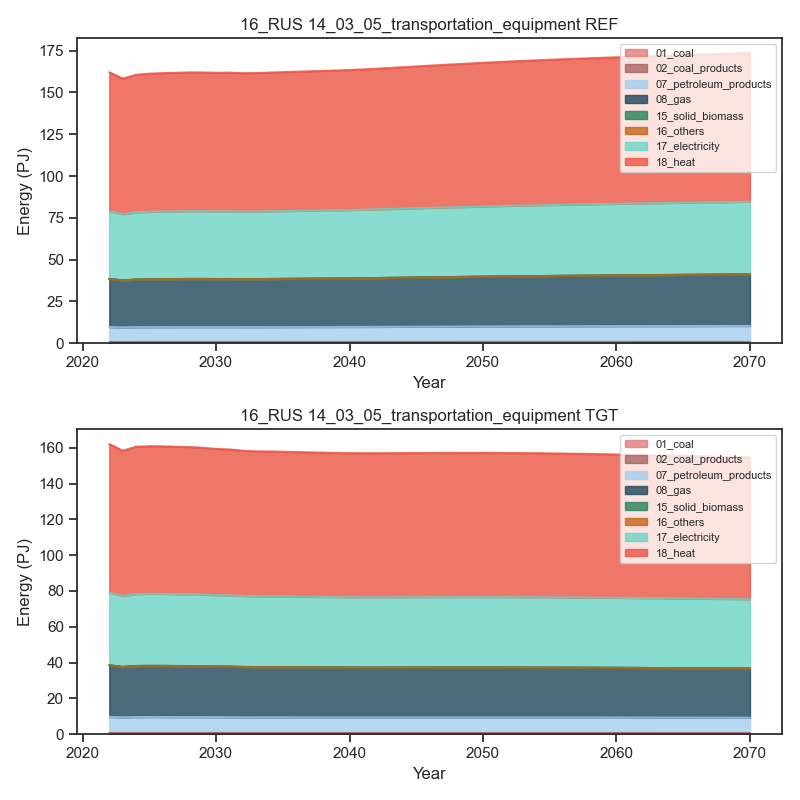 16_RUS 14_03_05_transportation_equipment REF
Energy (PJ)
175
150
125
100
75
50
25
0
01_coal
02_coal_products
07_petroleum_products
08_gas
15_solid_biomass
16_others
17_electricity
18_heat
2020 2030 2040 2050 2060 2070
Year
16_RUS 14_03_05_transportation_equipment TGT
Energy (PJ)
160
140
120
100
80
60
40
20
0
01_coal
02_coal_products
07_petroleum_products
08_gas
15_solid_biomass
16_others
17_electricity
18_heat
2020 2030 2040 2050 2060 2070
Year